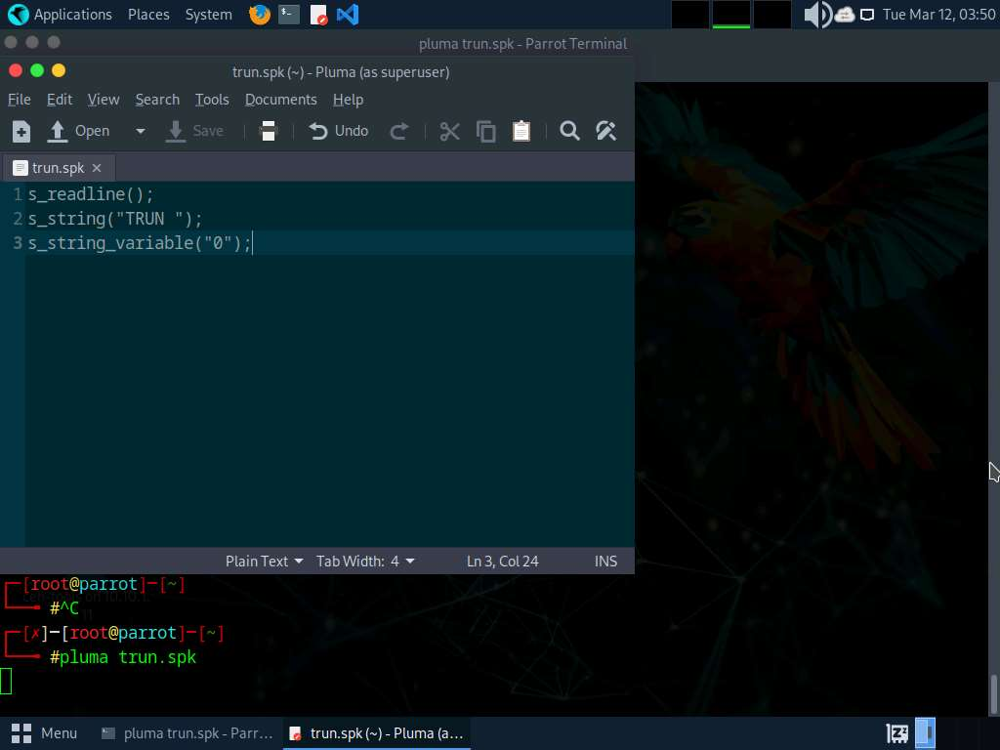 Applications Places System Tue Mar 12, 03:50
pluma trun.spk - Parrot Terminal
trun.spk (~) - Pluma (as superuser)
File Edit View Search Tools Documents Help
Open Save Undo
trun.spk
1 s_readline();
2 s_string("TRUN ");
3 s_string_variable("0");
Plain Text Tab Width: 4 Ln 3, Col 24 INS
[root@parrot]─[~]
#^C
[✗]─[root@parrot]─[~]
#pluma trun.spk
Menu pluma trun.spk - Parr... trun.spk (~) - Pluma (a...